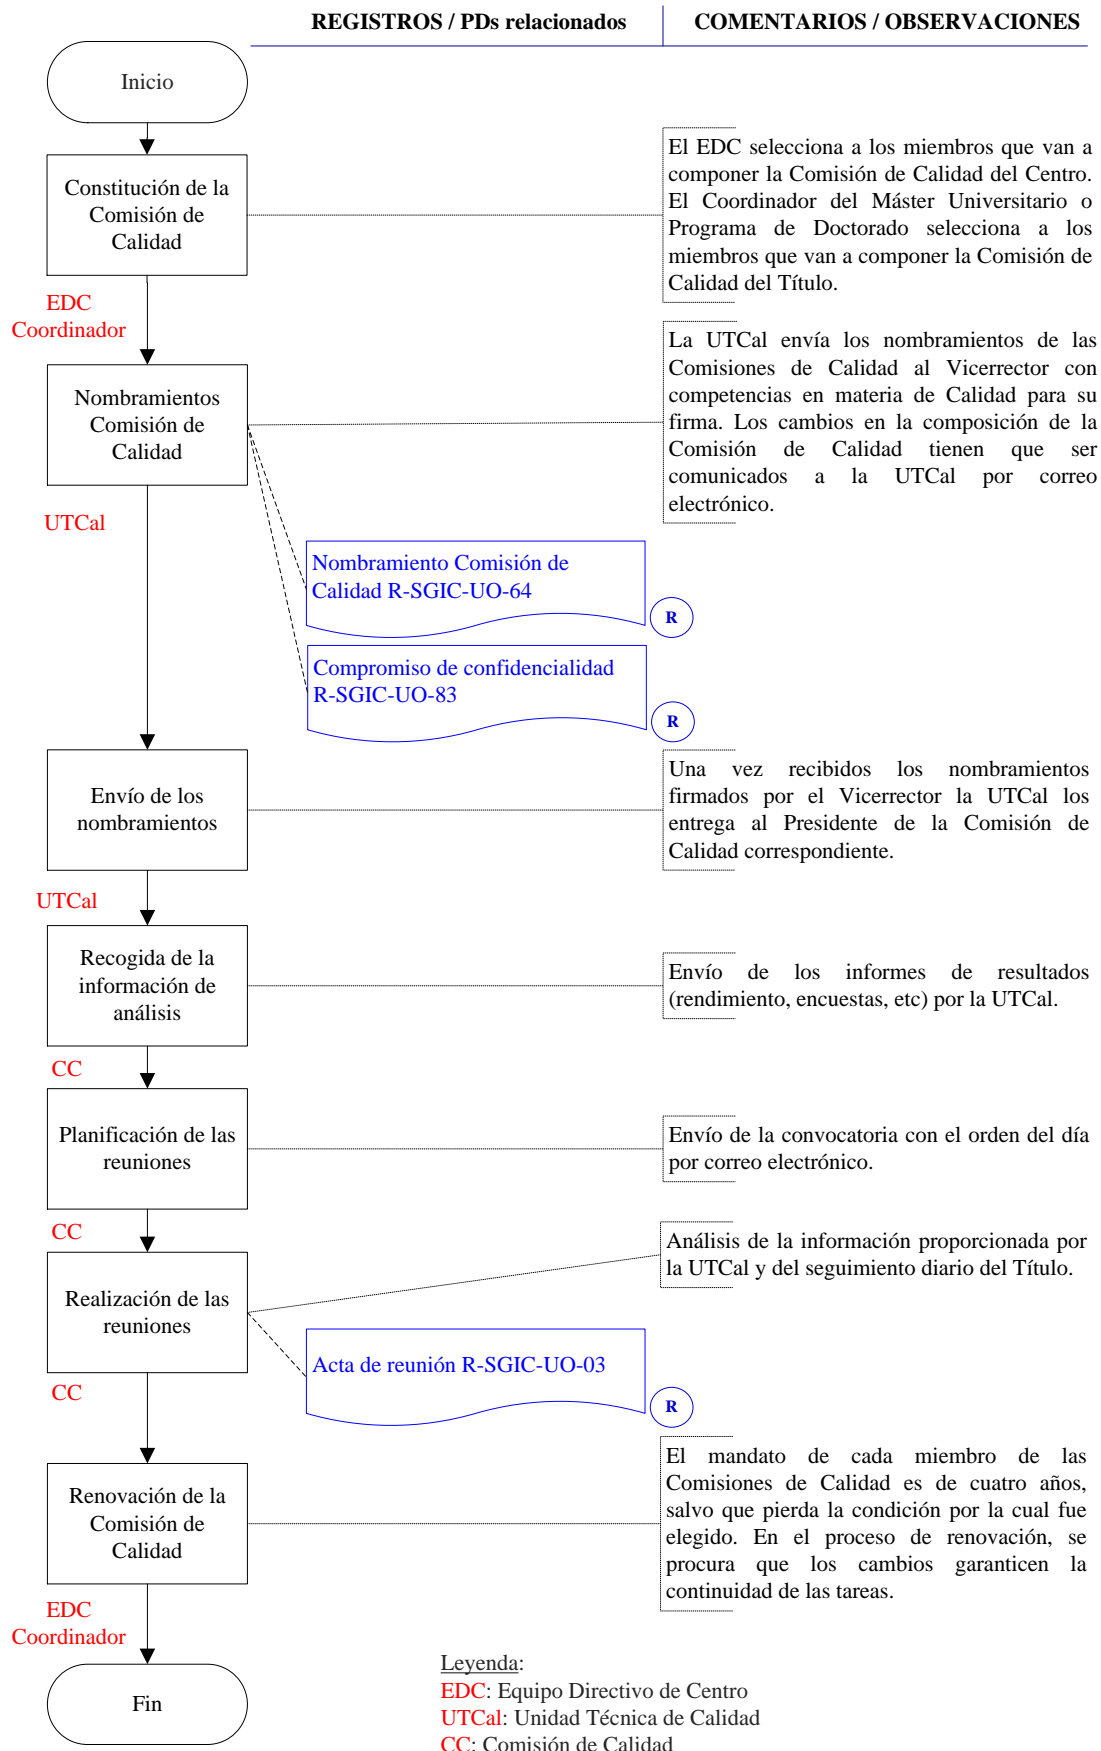 REGISTROS / PDs relacionados
COMENTARIOS / OBSERVACIONES
Inicio
Constitución de la
Comisión de
Calidad
El EDC selecciona a los miembros que van a
componer la Comisión de Calidad del Centro.
El Coordinador del Máster Universitario o
Programa de Doctorado selecciona a los
miembros que van a componer la Comisión de
Calidad del Título.
EDC
Coordinador
Nombramientos
Comisión de
Calidad
La UTCal envía los nombramientos de las
Comisiones de Calidad al Vicerrector con
competencias en materia de Calidad para su
firma. Los cambios en la composición de la
Comisión de Calidad tienen que ser
comunicados a la UTCal por correo
electrónico.
UTCal
Nombramiento Comisión de
Calidad R-SGIC-UO-64
R
Compromiso de confidencialidad
R-SGIC-UO-83
R
Envío de los
nombramientos
Una vez recibidos los nombramientos
firmados por el Vicerrector la UTCal los
entrega al Presidente de la Comisión de
Calidad correspondiente.
UTCal
Recogida de la
información de
análisis
Envío de los informes de resultados
(rendimiento, encuestas, etc) por la UTCal.
CC
Planificación de las
reuniones
Envío de la convocatoria con el orden del día
por correo electrónico.
CC
Realización de las
reuniones
Análisis de la información proporcionada por
la UTCal y del seguimiento diario del Título.
Acta de reunión R-SGIC-UO-03
R
CC
Renovación de la
Comisión de
Calidad
El mandato de cada miembro de las
Comisiones de Calidad es de cuatro años,
salvo que pierda la condición por la cual fue
elegido. En el proceso de renovación, se
procura que los cambios garanticen la
continuidad de las tareas.
EDC
Coordinador
Fin
Leyenda:
EDC: Equipo Directivo de Centro
UTCal: Unidad Técnica de Calidad
CC: Comisión de Calidad